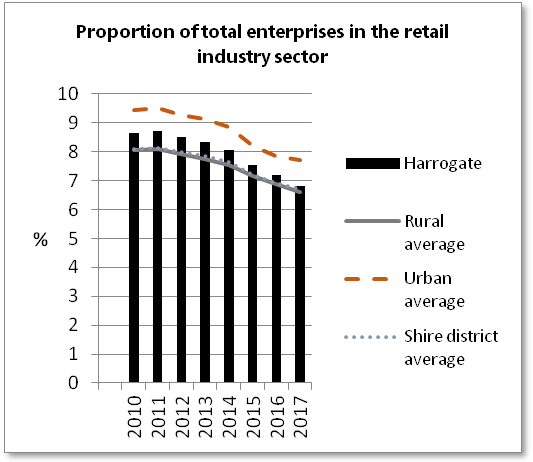 Proportion of total enterprises in the retail
industry sector
10
9
8
7
6
5
4
3
2
1
0
%
2010
2011
2012
2013
2014
2015
2016
2017
Harrogate
Rural
average
Urban
average
Shire district
average